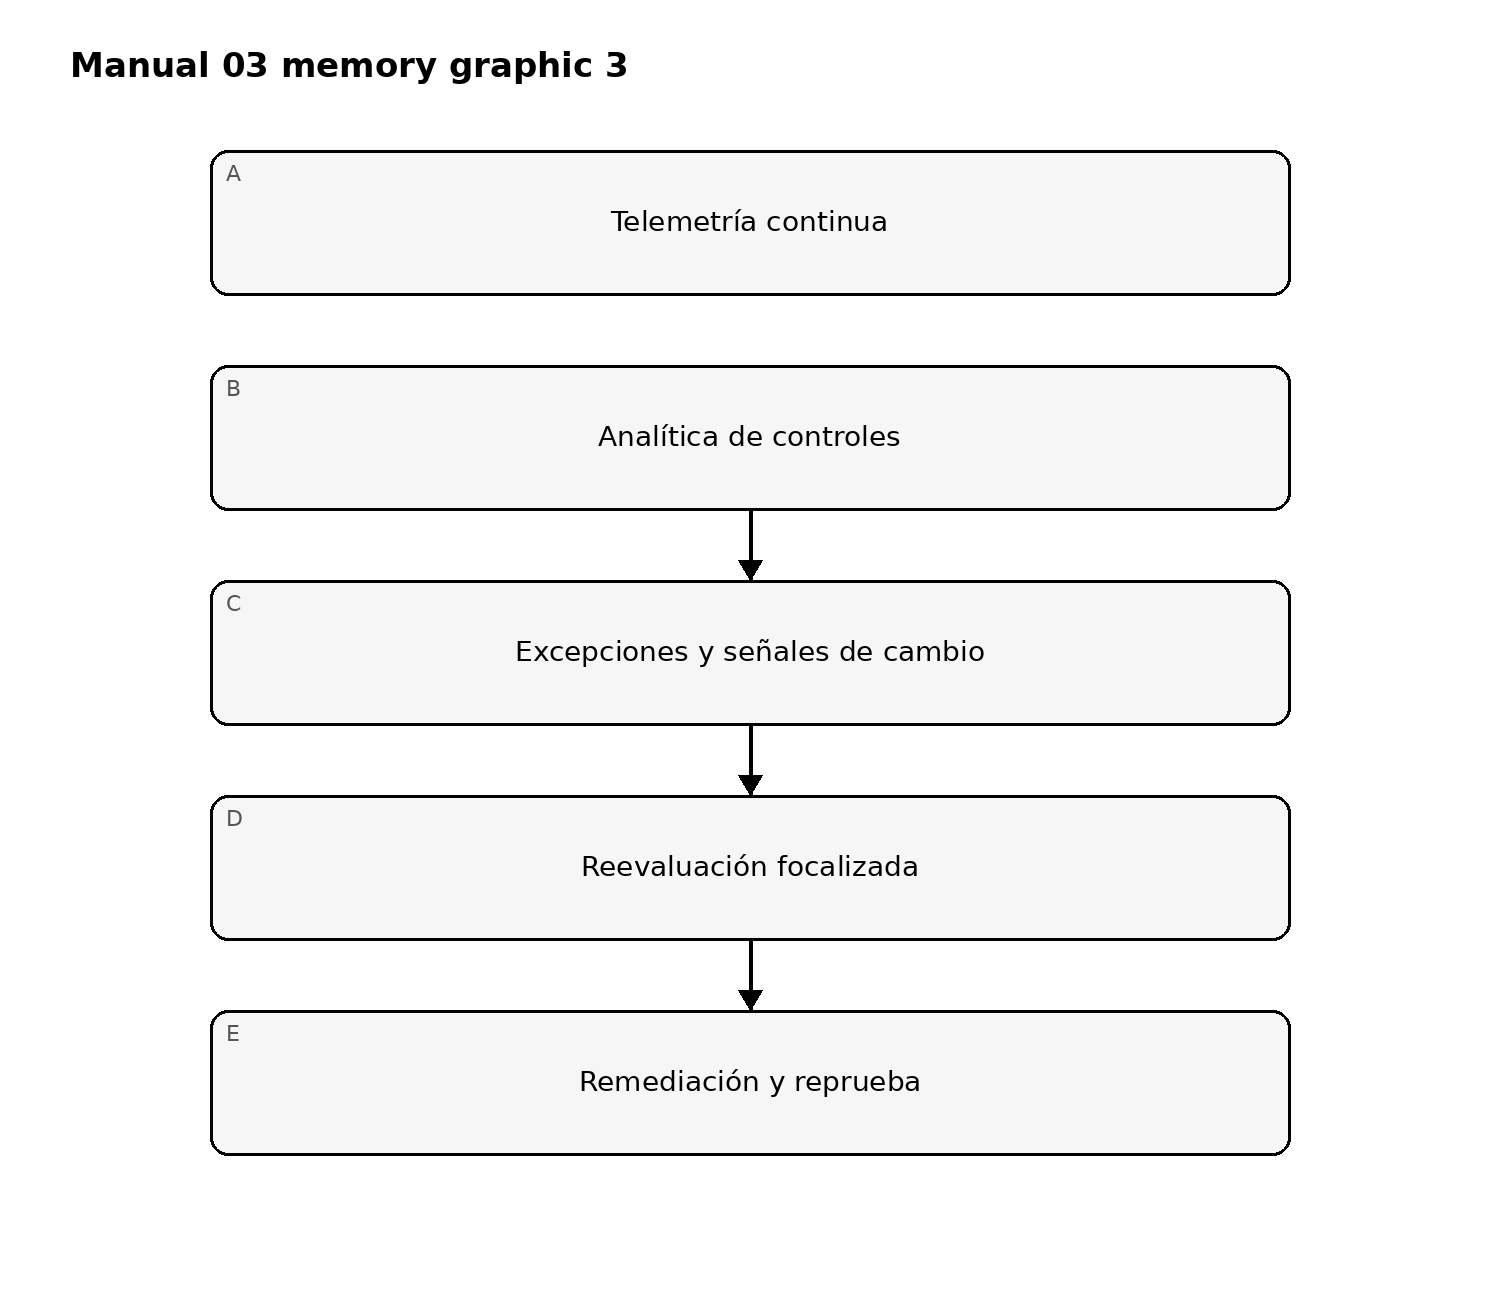 Manual 03 memory graphic 3
A
Telemetría continua
B
Analítica de controles
C
Excepciones y señales de cambio
D
Reevaluación focalizada
E
Remediación y reprueba